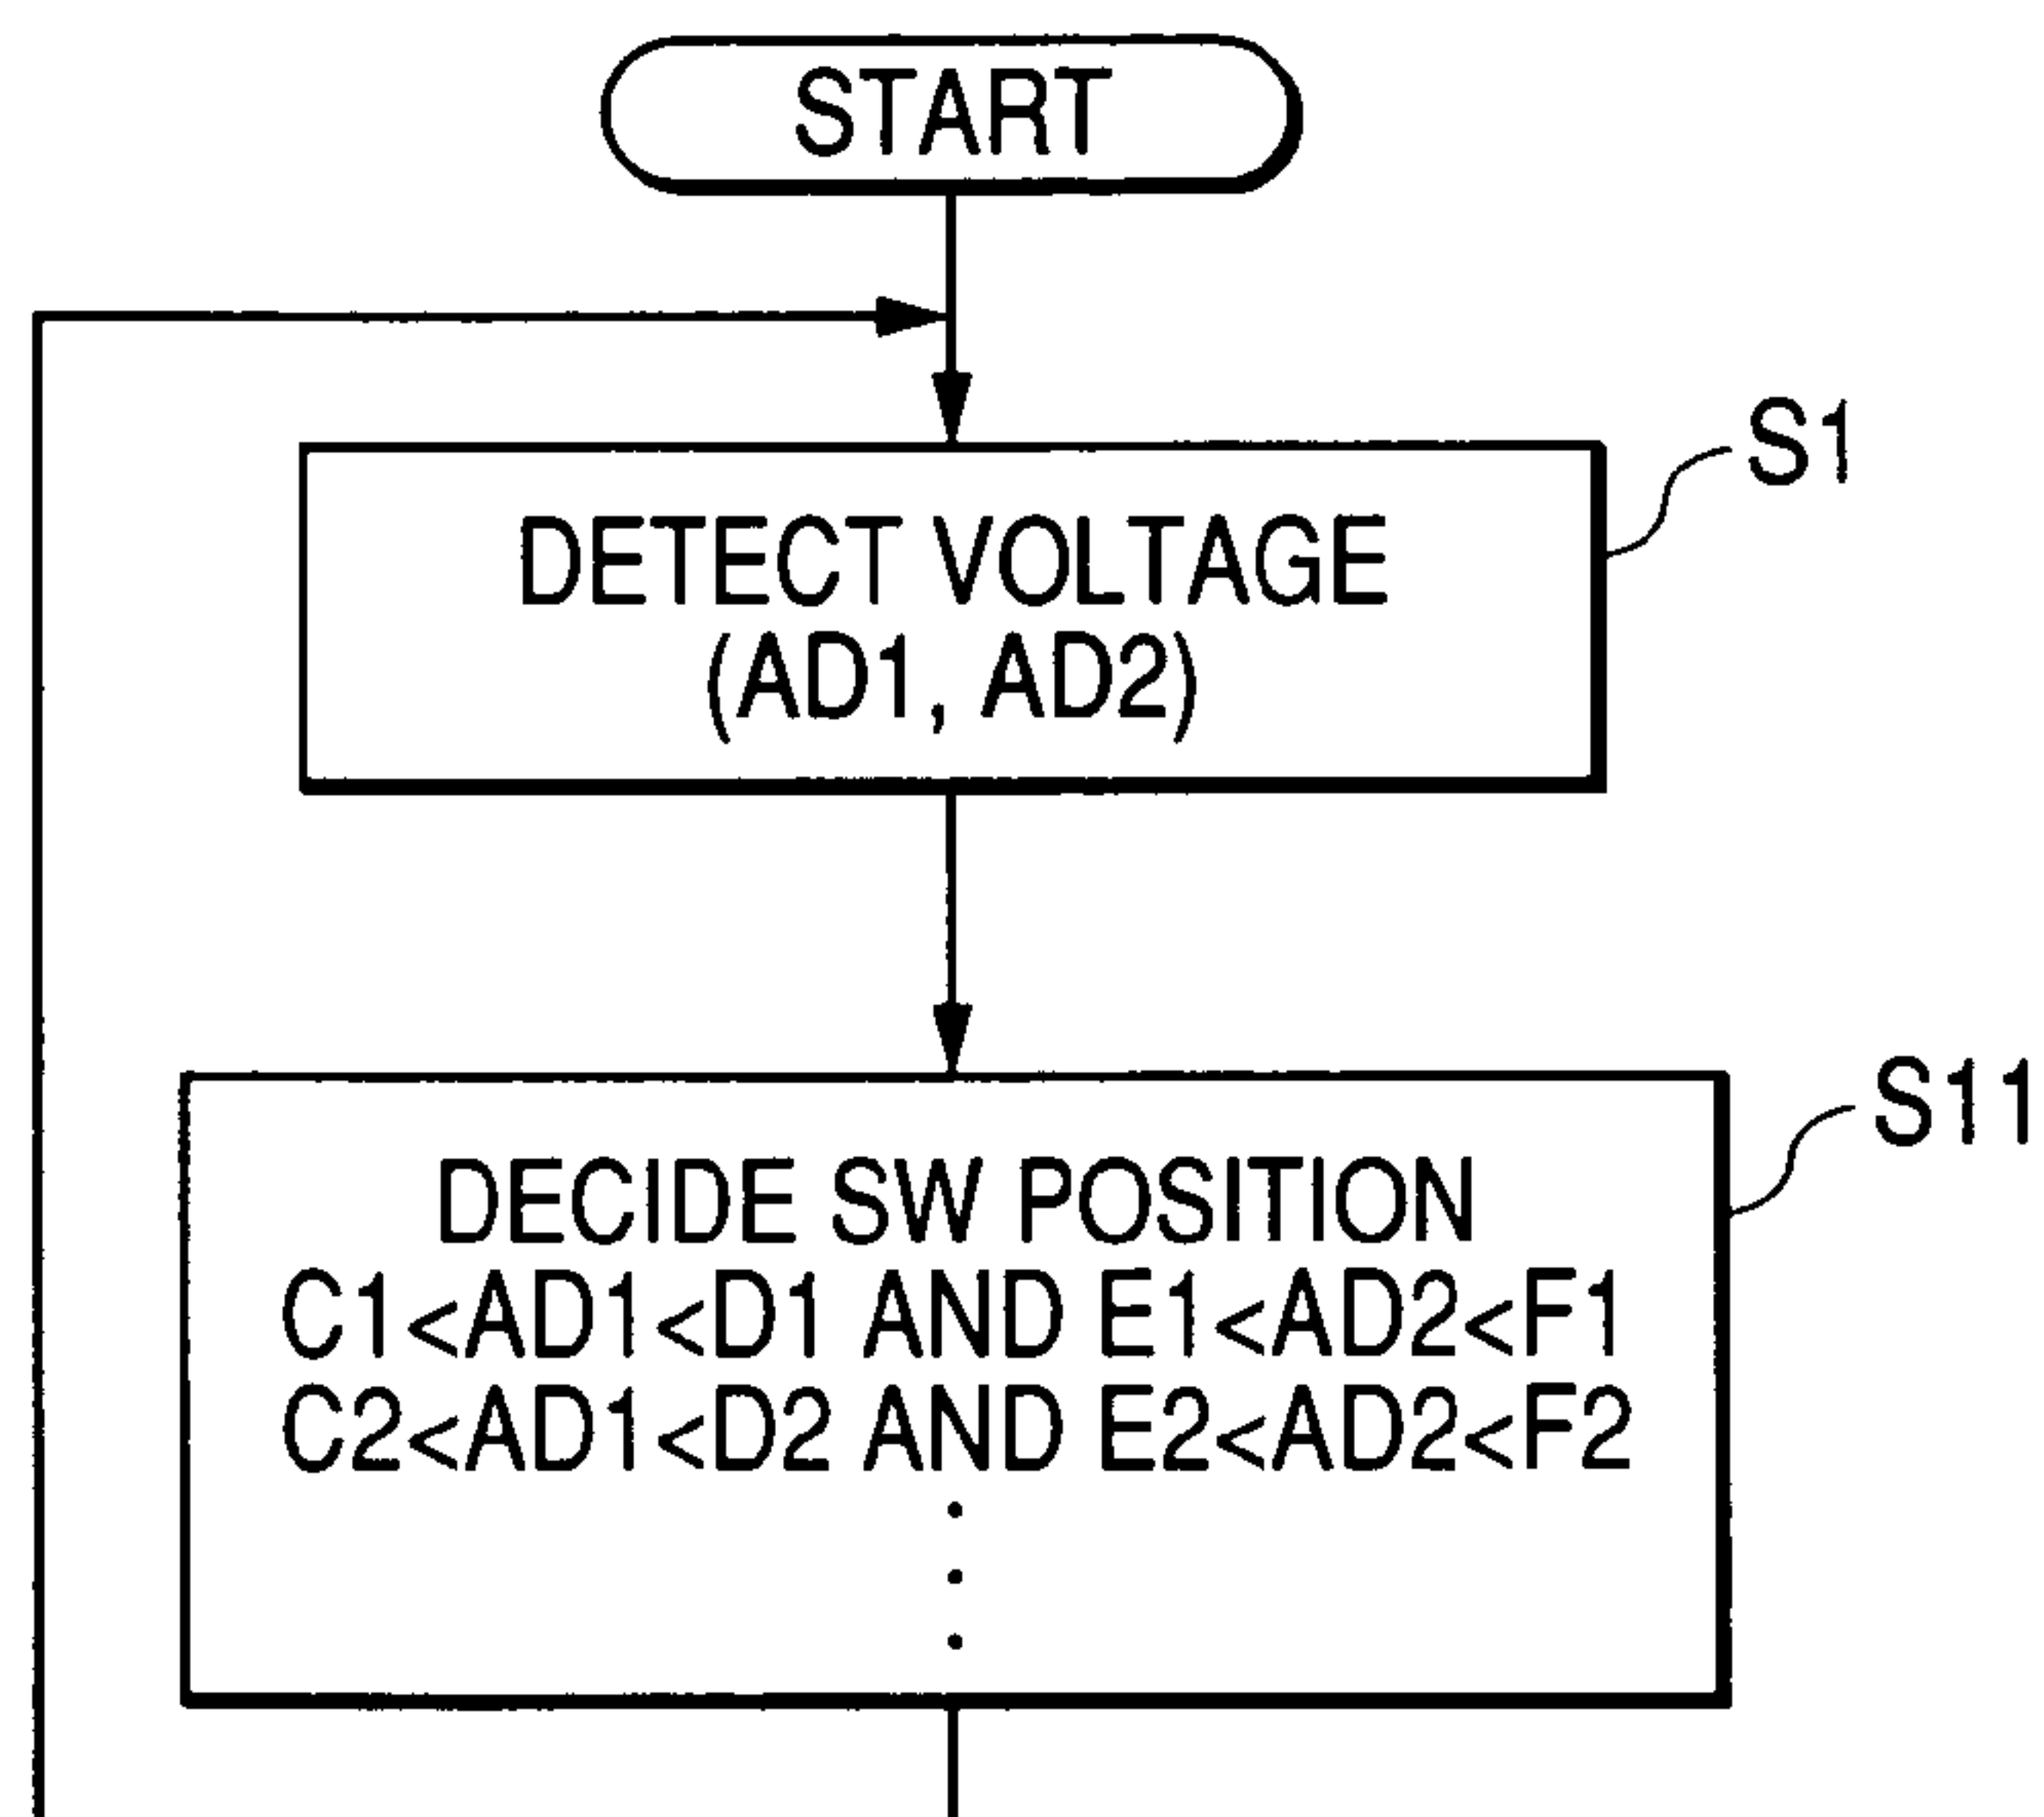 START
S1
DETECT VOLTAGE
(AD1, AD2)
S11
DECIDE SW POSITION
C1<AD1<D1 AND E1<AD2<F1
C2<AD1<D2 AND E2<AD2<F2